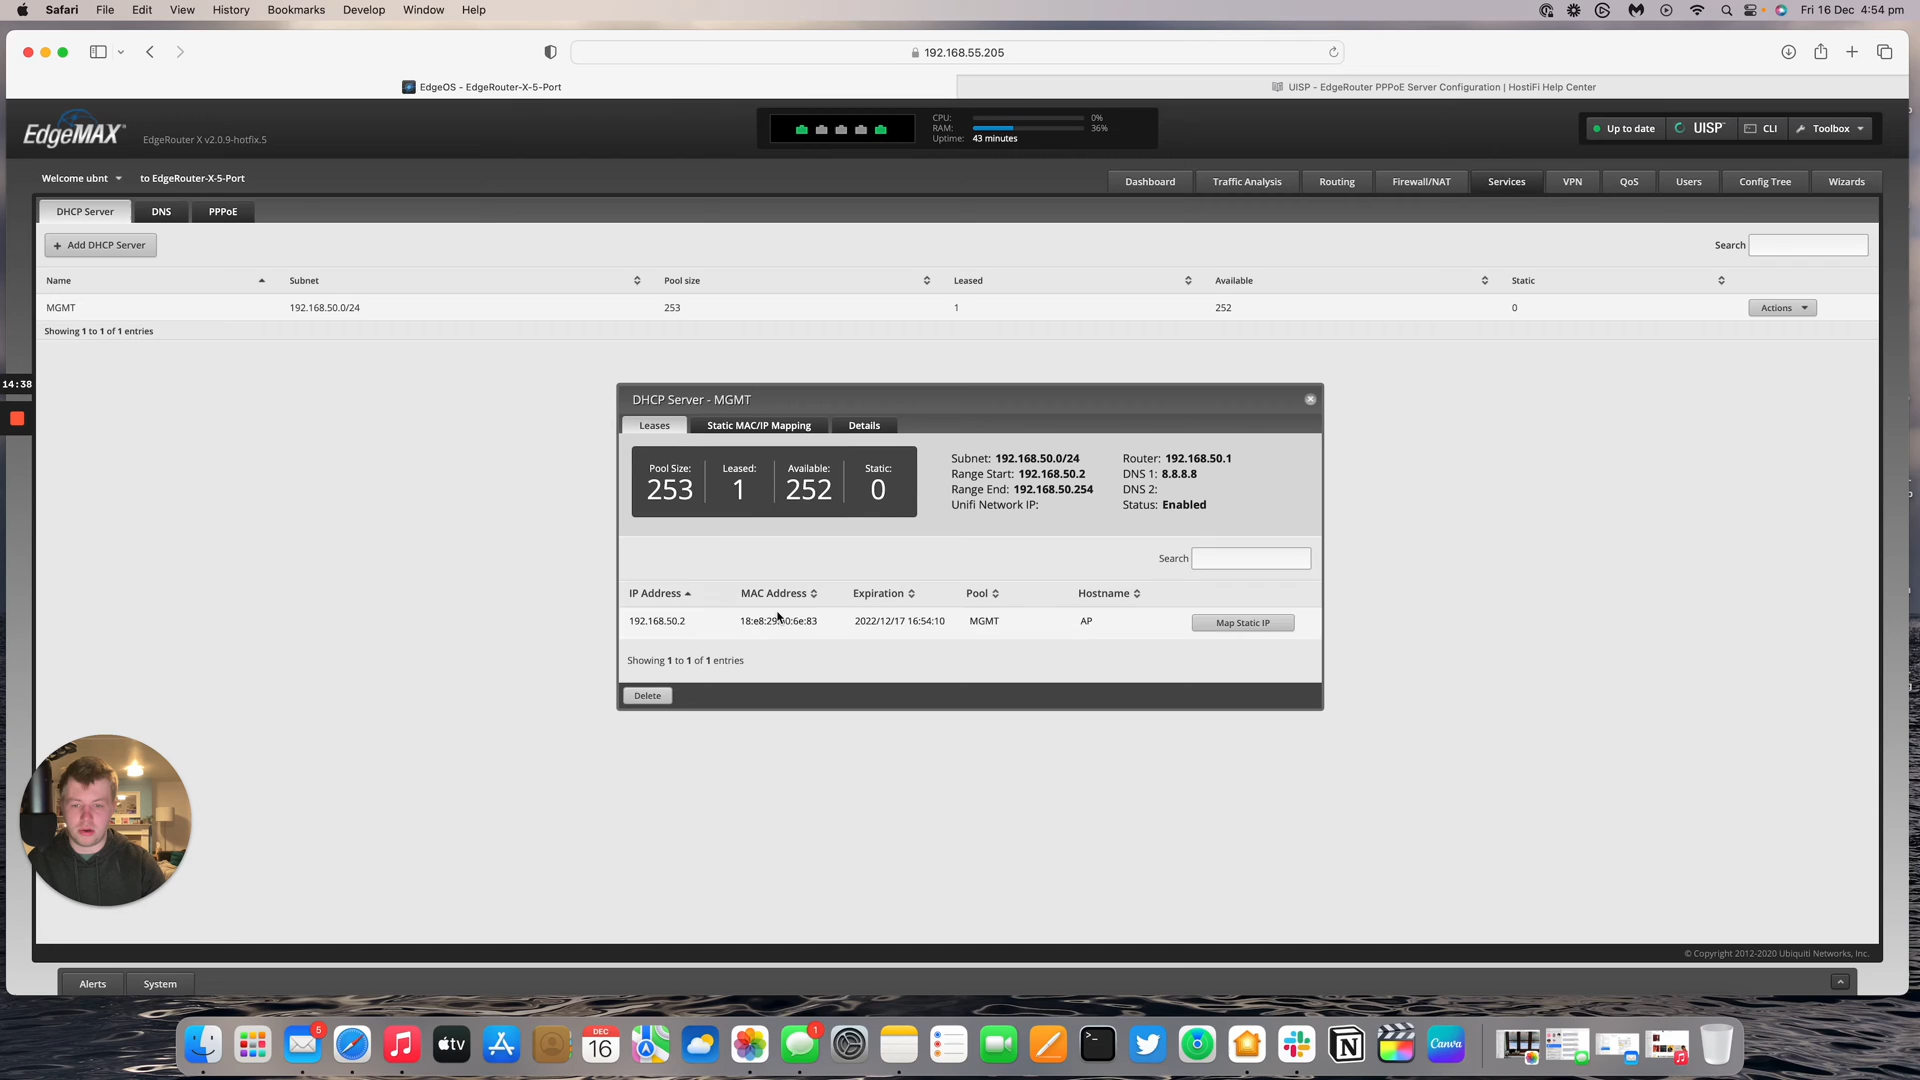 Safari File Edit View History Bookmarks Develop Window Help
Fri 16 Dec 4:54 pm
192.168.55.205
EdgeOS - EdgeRouter-X-5-Port
UISP - EdgeRouter PPPoE Server Configuration | HostiFi Help Center
EdgeMAX
EdgeRouter X v2.0.9-hotfix.5
CPU: 0%
RAM: 36%
Uptime: 43 minutes
Up to date
UISP
CLI
Toolbox
Welcome ubnt to EdgeRouter-X-5-Port
Dashboard Traffic Analysis Routing Firewall/NAT Services VPN QoS Users Config Tree Wizards
DHCP Server DNS PPPoE
+ Add DHCP Server
Search
Name Subnet Pool size Leased Available Static
MGMT 192.168.50.0/24 253 1 252 0 Actions
Showing 1 to 1 of 1 entries
14:38
DHCP Server - MGMT
Leases Static MAC/IP Mapping Details
Pool Size: Leased: Available: Static:
253 1 252 0
Subnet: 192.168.50.0/24 Router: 192.168.50.1
Range Start: 192.168.50.2 DNS 1: 8.8.8.8
Range End: 192.168.50.254 DNS 2:
Unifi Network IP: Status: Enabled
Search
IP Address MAC Address Expiration Pool Hostname
192.168.50.2 2022/12/17 16:54:10 MGMT AP Map Static IP
Showing 1 to 1 of 1 entries
Delete
© Copyright 2012-2020 Ubiquiti Networks, Inc.
Alerts System
5
tv
DEC
16
1
Canva